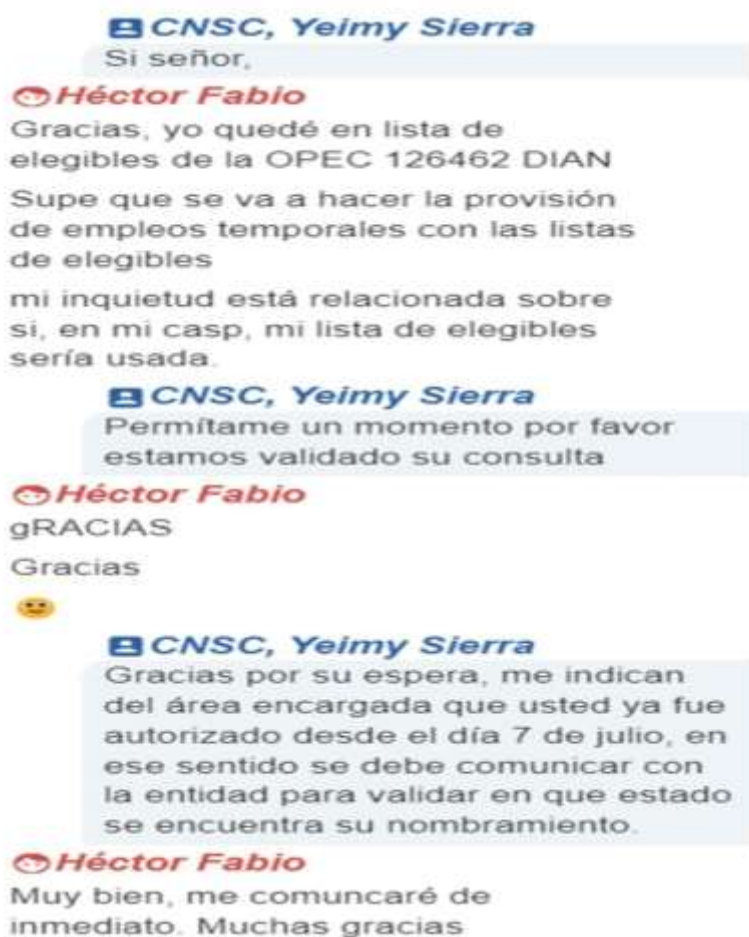 CNSC, Yeimy Sierra
Si señor,
Héctor Fabio
Gracias, yo quedé en lista de
elegibles de la OPEC 126462 DIAN
Supe que se va a hacer la provisión
de empleos temporales con las listas
de elegibles
mi inquietud está relacionada sobre
si, en mi casp, mi lista de elegibles
sería usada.
CNSC, Yeimy Sierra
Permítame un momento por favor
estamos validado su consulta
Héctor Fabio
gRACIAS
Gracias
CNSC, Yeimy Sierra
Gracias por su espera, me indican
del área encargada que usted ya fue
autorizado desde el día 7 de julio, en
ese sentido se debe comunicar con
la entidad para validar en que estado
se encuentra su nombramiento.
Héctor Fabio
Muy bien, me comuncaré de
inmediato. Muchas gracias